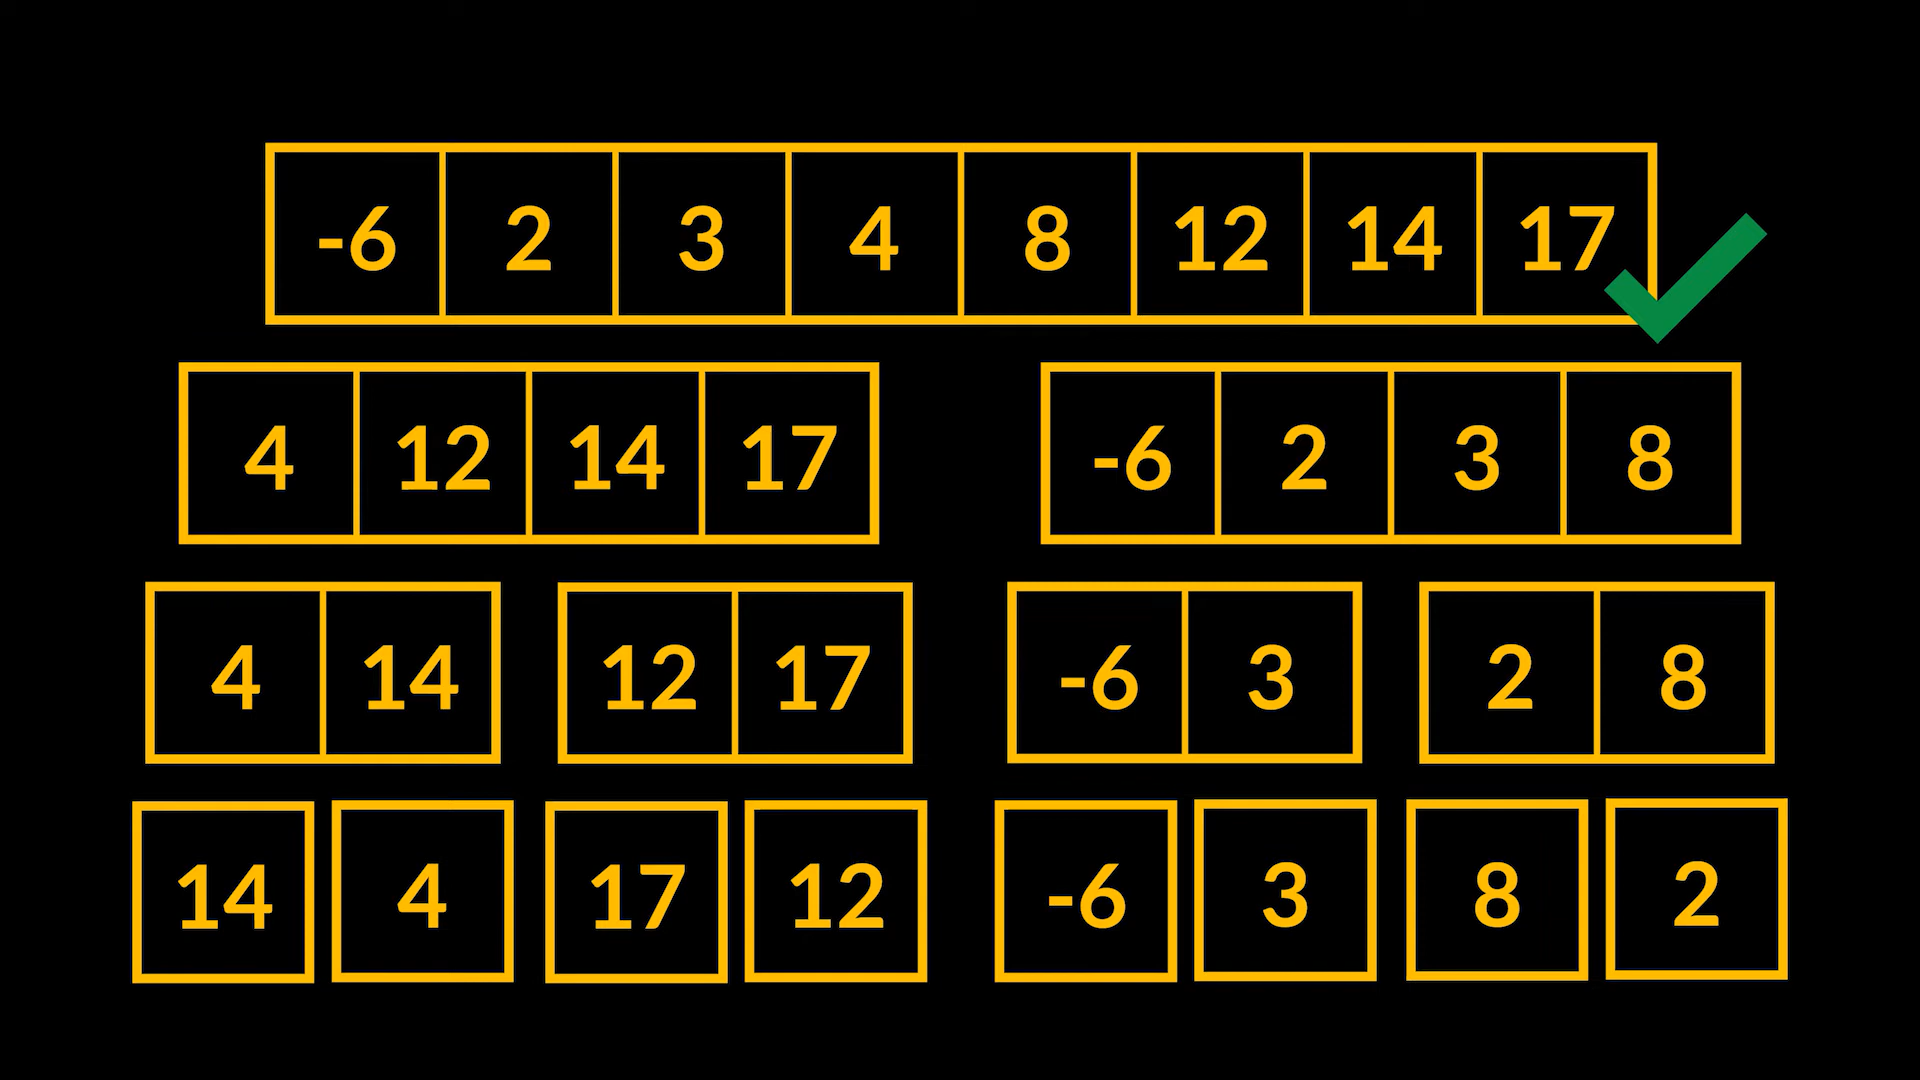 -6 2 3 4 8 12 14 17
4 12 14 17 -6 2 3 8
4 14 12 17 -6 3 2 8
14 4 17 12 -6 3 8 2